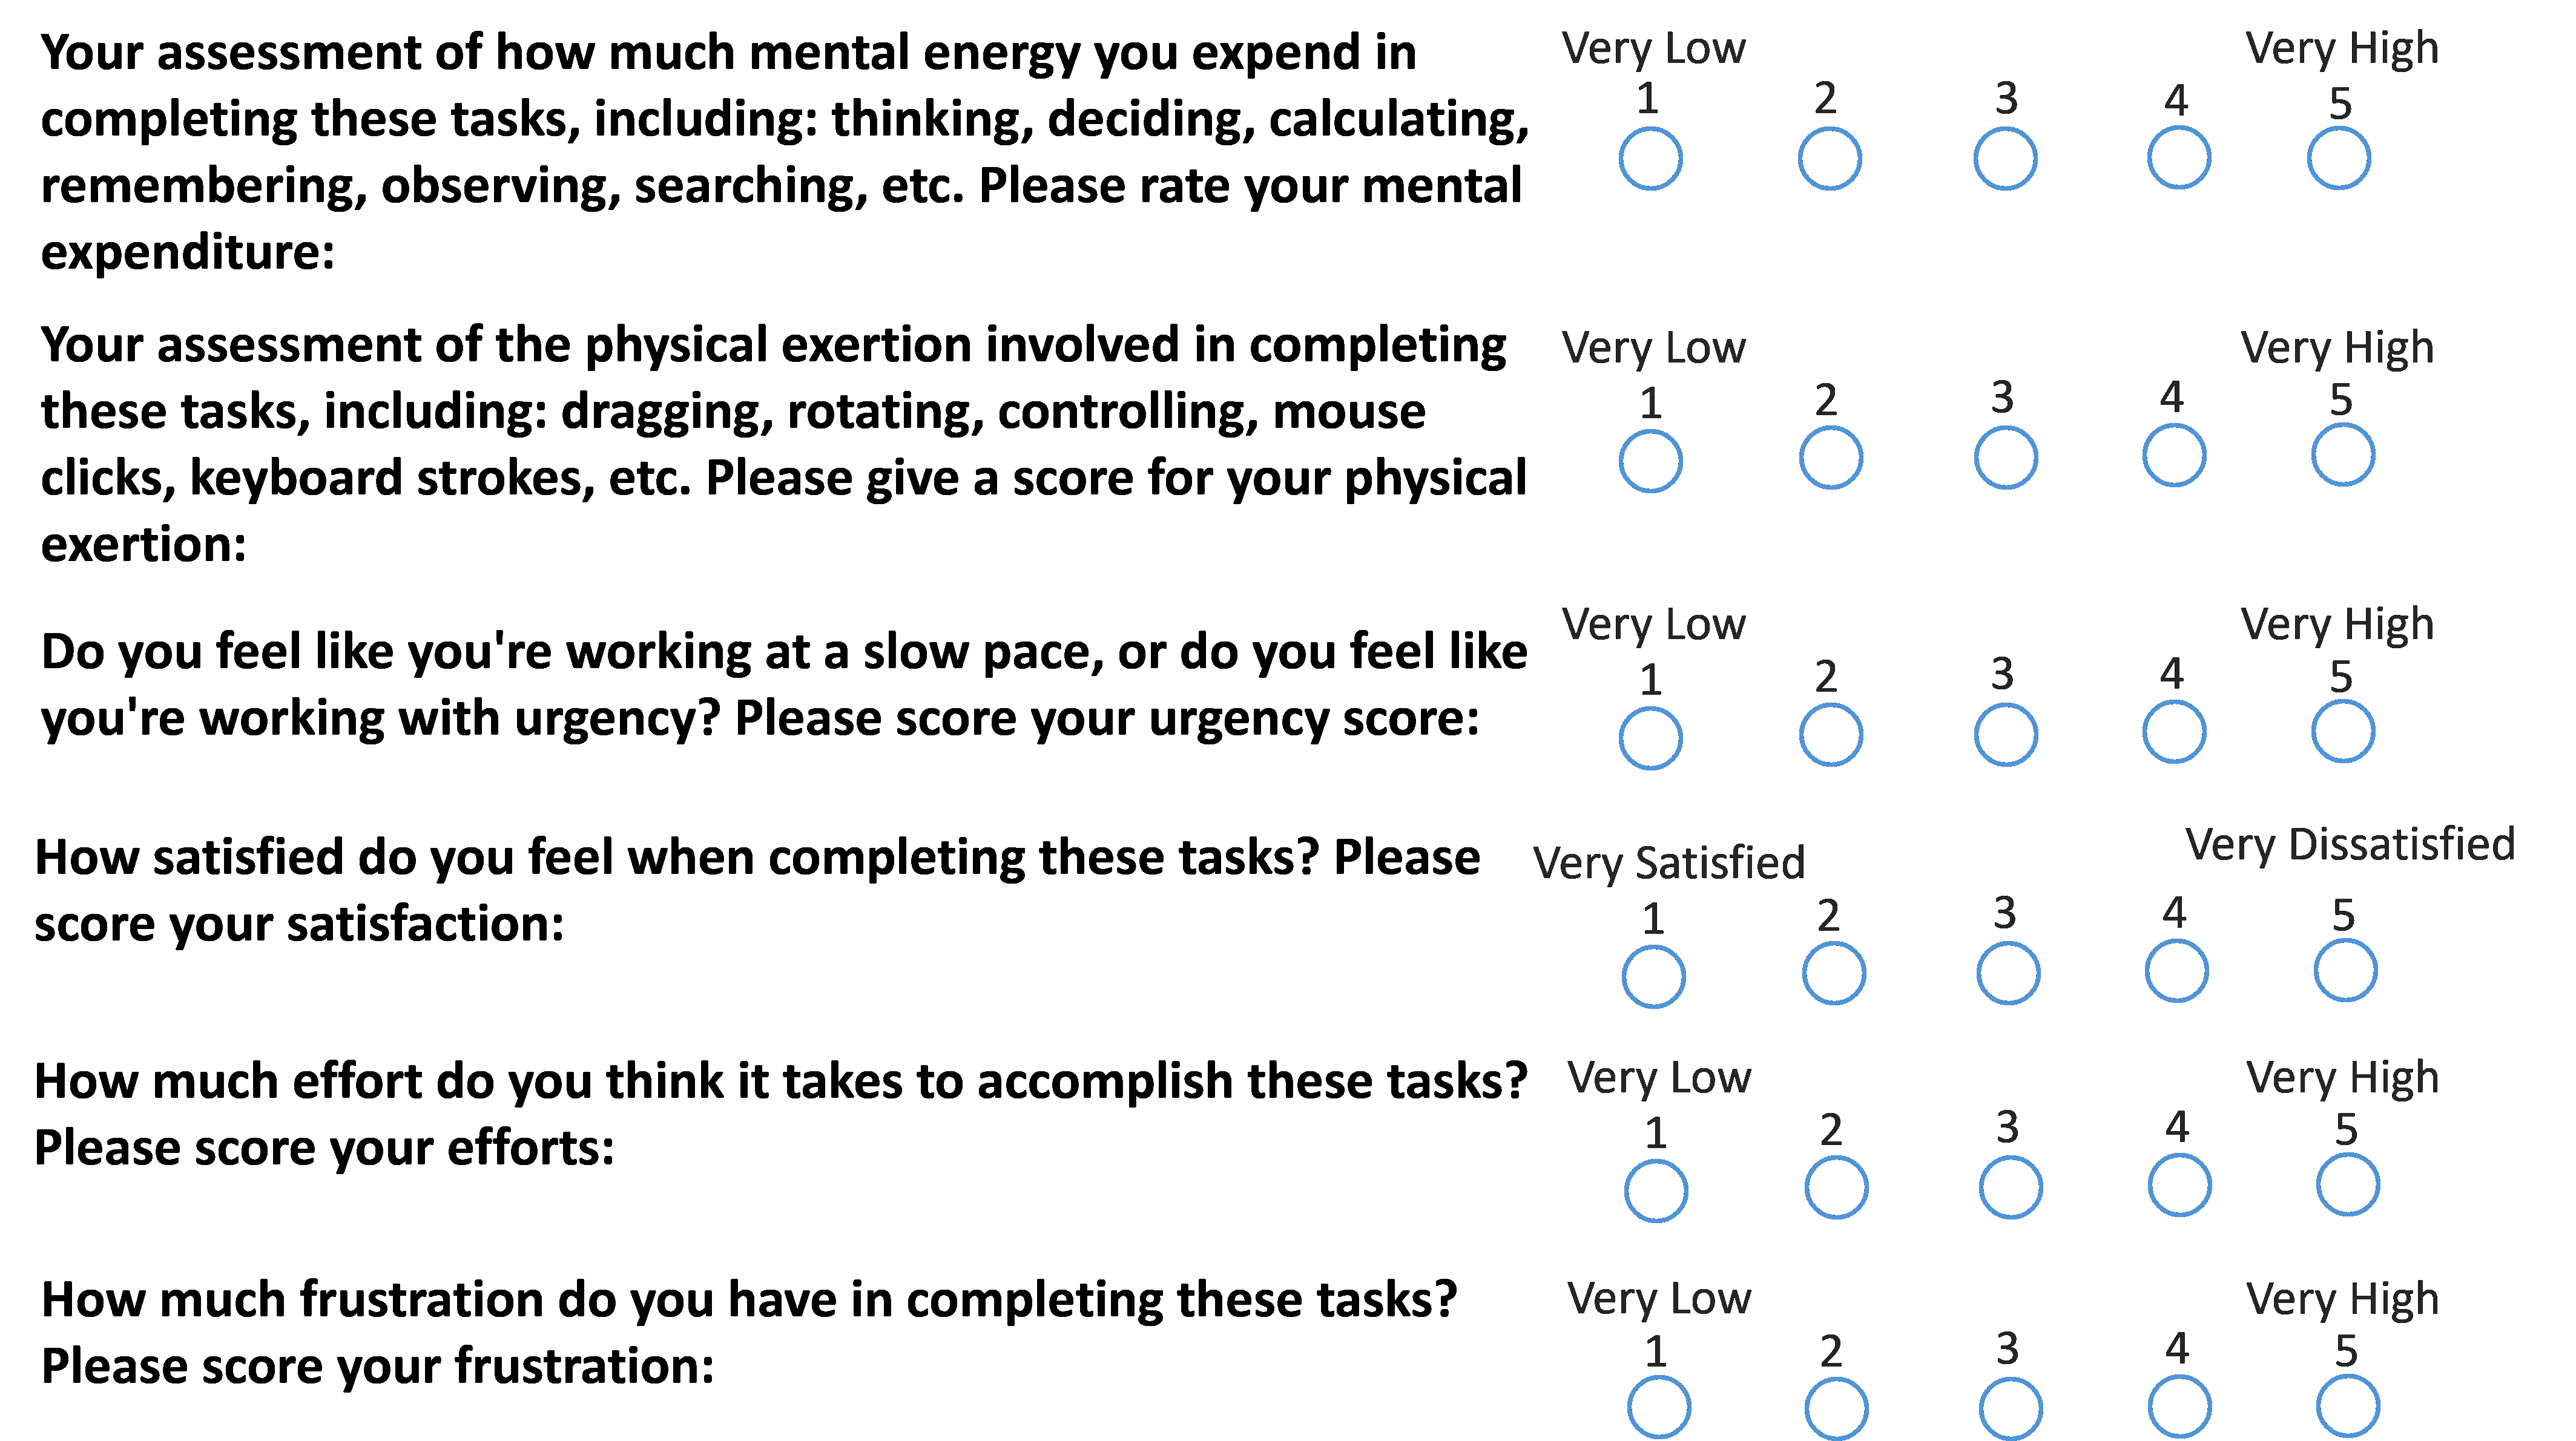 Your assessment of how much mental energy you expend in
completing these tasks, including: thinking, deciding, calculating,
remembering, observing, searching, etc. Please rate your mental
expenditure:
Very Low Very High
1 2 3 4 5
Your assessment of the physical exertion involved in completing
these tasks, including: dragging, rotating, controlling, mouse
clicks, keyboard strokes, etc. Please give a score for your physical
exertion:
Very Low Very High
1 2 3 4 5
Do you feel like you're working at a slow pace, or do you feel like
you're working with urgency? Please score your urgency score:
Very Low Very High
1 2 3 4 5
How satisfied do you feel when completing these tasks? Please
score your satisfaction:
Very Satisfied Very Dissatisfied
1 2 3 4 5
How much effort do you think it takes to accomplish these tasks?
Please score your efforts:
Very Low Very High
1 2 3 4 5
How much frustration do you have in completing these tasks?
Please score your frustration:
Very Low Very High
1 2 3 4 5